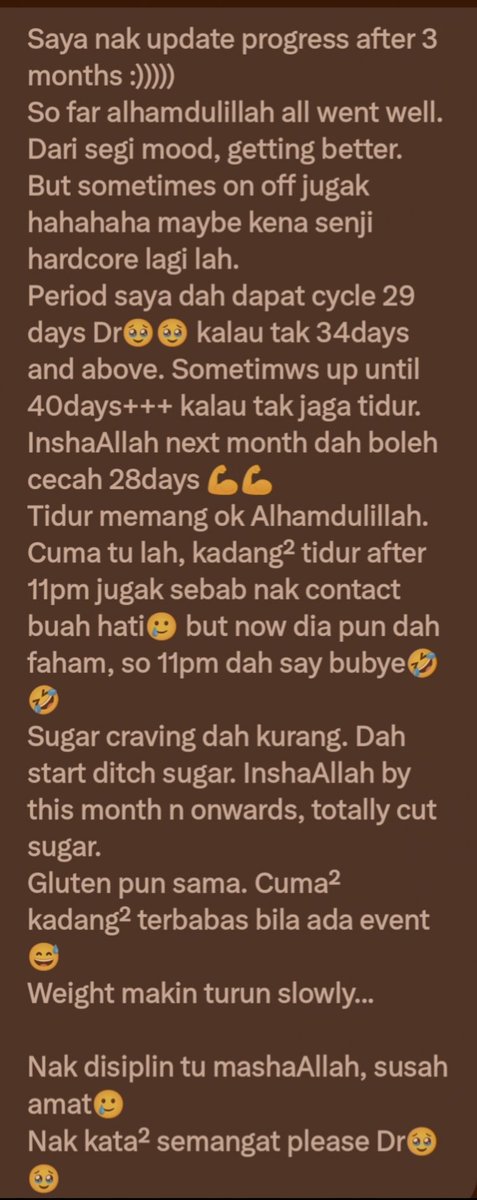 Saya nak update progress after 3
months :)))))
So far alhamdulillah all went well.
Dari segi mood, getting better.
But sometimes on off jugak
hahahaha maybe kena senji
hardcore lagi lah.
Period saya dah dapat cycle 29
days Dr🥹🥹 kalau tak 34days
and above. Sometimws up until
40days+++ kalau tak jaga tidur.
InshaAllah next month dah boleh
cecah 28days 💪💪
Tidur memang ok Alhamdulillah.
Cuma tu lah, kadang² tidur after
11pm jugak sebab nak contact
buah hati🥲 but now dia pun dah
faham, so 11pm dah say bubye🤣
🤣
Sugar craving dah kurang. Dah
start ditch sugar. InshaAllah by
this month n onwards, totally cut
sugar.
Gluten pun sama. Cuma²
kadang² terbabas bila ada event
😅
Weight makin turun slowly...
Nak disiplin tu mashaAllah, susah
amat🥲
Nak kata² semangat please Dr🥹
🥹